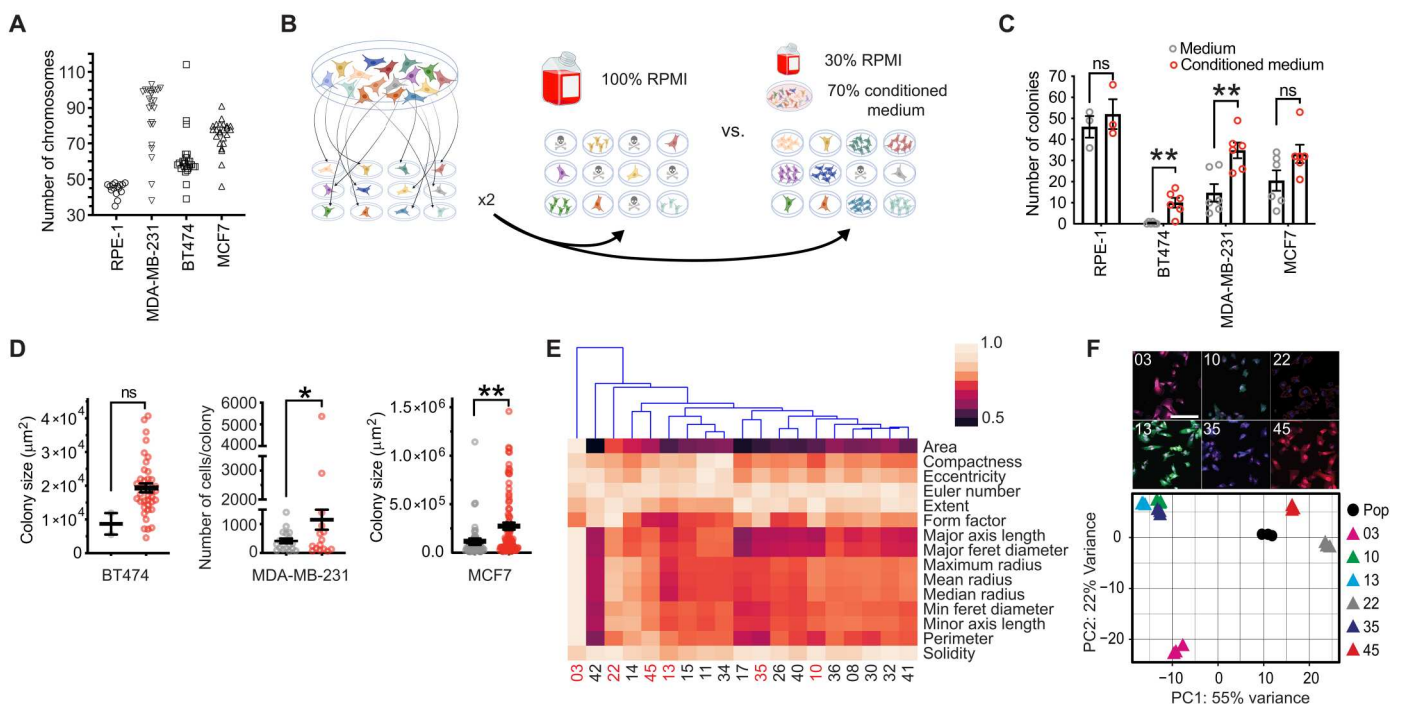 A
Number of chromosomes
110
90
70
50
30
RPE-1
MDA-MB-231
BT474
MCF7
B
100% RPMI
30% RPMI
70% conditioned
medium
vs.
x2
C
Medium
Conditioned medium
Number of colonies
70
60
50
40
30
20
10
0
ns
**
**
ns
RPE-1
BT474
MDA-MB-231
MCF7
D
Colony size (μm²)
5×10⁴
4×10⁴
3×10⁴
2×10⁴
1×10⁴
0
ns
BT474
Number of cells/colony
6000
4000
3500
2000
1500
1000
500
0
*
MDA-MB-231
Colony size (μm²)
1.5×10⁶
1.0×10⁶
5.0×10⁵
0.0
**
MCF7
E
1.0
0.5
Area
Compactness
Eccentricity
Euler number
Extent
Form factor
Major axis length
Major feret diameter
Maximum radius
Mean radius
Median radius
Min feret diameter
Minor axis length
Perimeter
Solidity
03 42 22 14 45 13 15 11 34 17 35 26 40 10 36 08 30 32 41
F
03 10 22
13 35 45
PC2: 22% Variance
0
−10
−20
−10 0 10 20
PC1: 55% variance
Pop
03
10
13
22
35
45